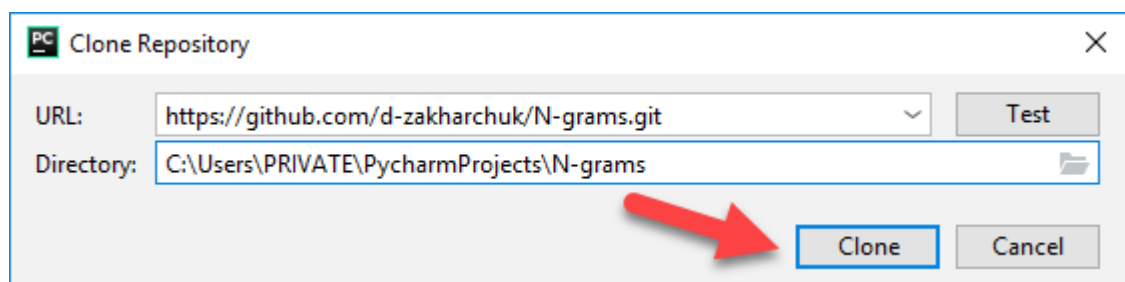 PC Clone Repository
URL: https://github.com/d-zakharchuk/N-grams.git Test
Directory: C:\Users\PRIVATE\PycharmProjects\N-grams
Clone Cancel